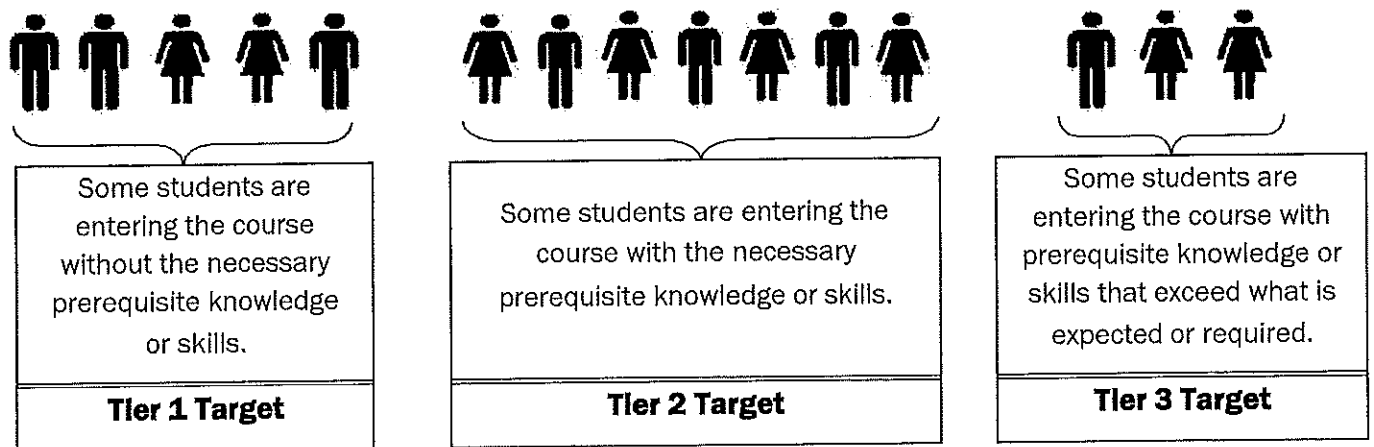 Some students are
entering the course
without the necessary
prerequisite knowledge
or skills.
Tier 1 Target
Some students are entering the
course with the necessary
prerequisite knowledge or skills.
Tier 2 Target
Some students are
entering the course with
prerequisite knowledge or
skills that exceed what is
expected or required.
Tier 3 Target